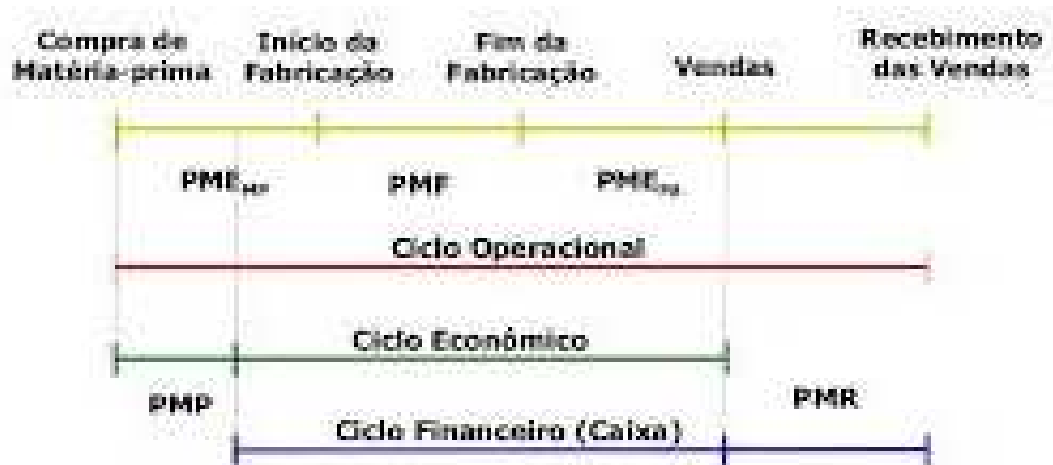 Compra de
Matéria-prima
Início da
Fabricação
Fim da
Fabricação
Vendas
Recebimento
das Vendas
PME
PMF
PME
Ciclo Operacional
Ciclo Econômico
PMP
PMR
Ciclo Financeiro (Caixa)